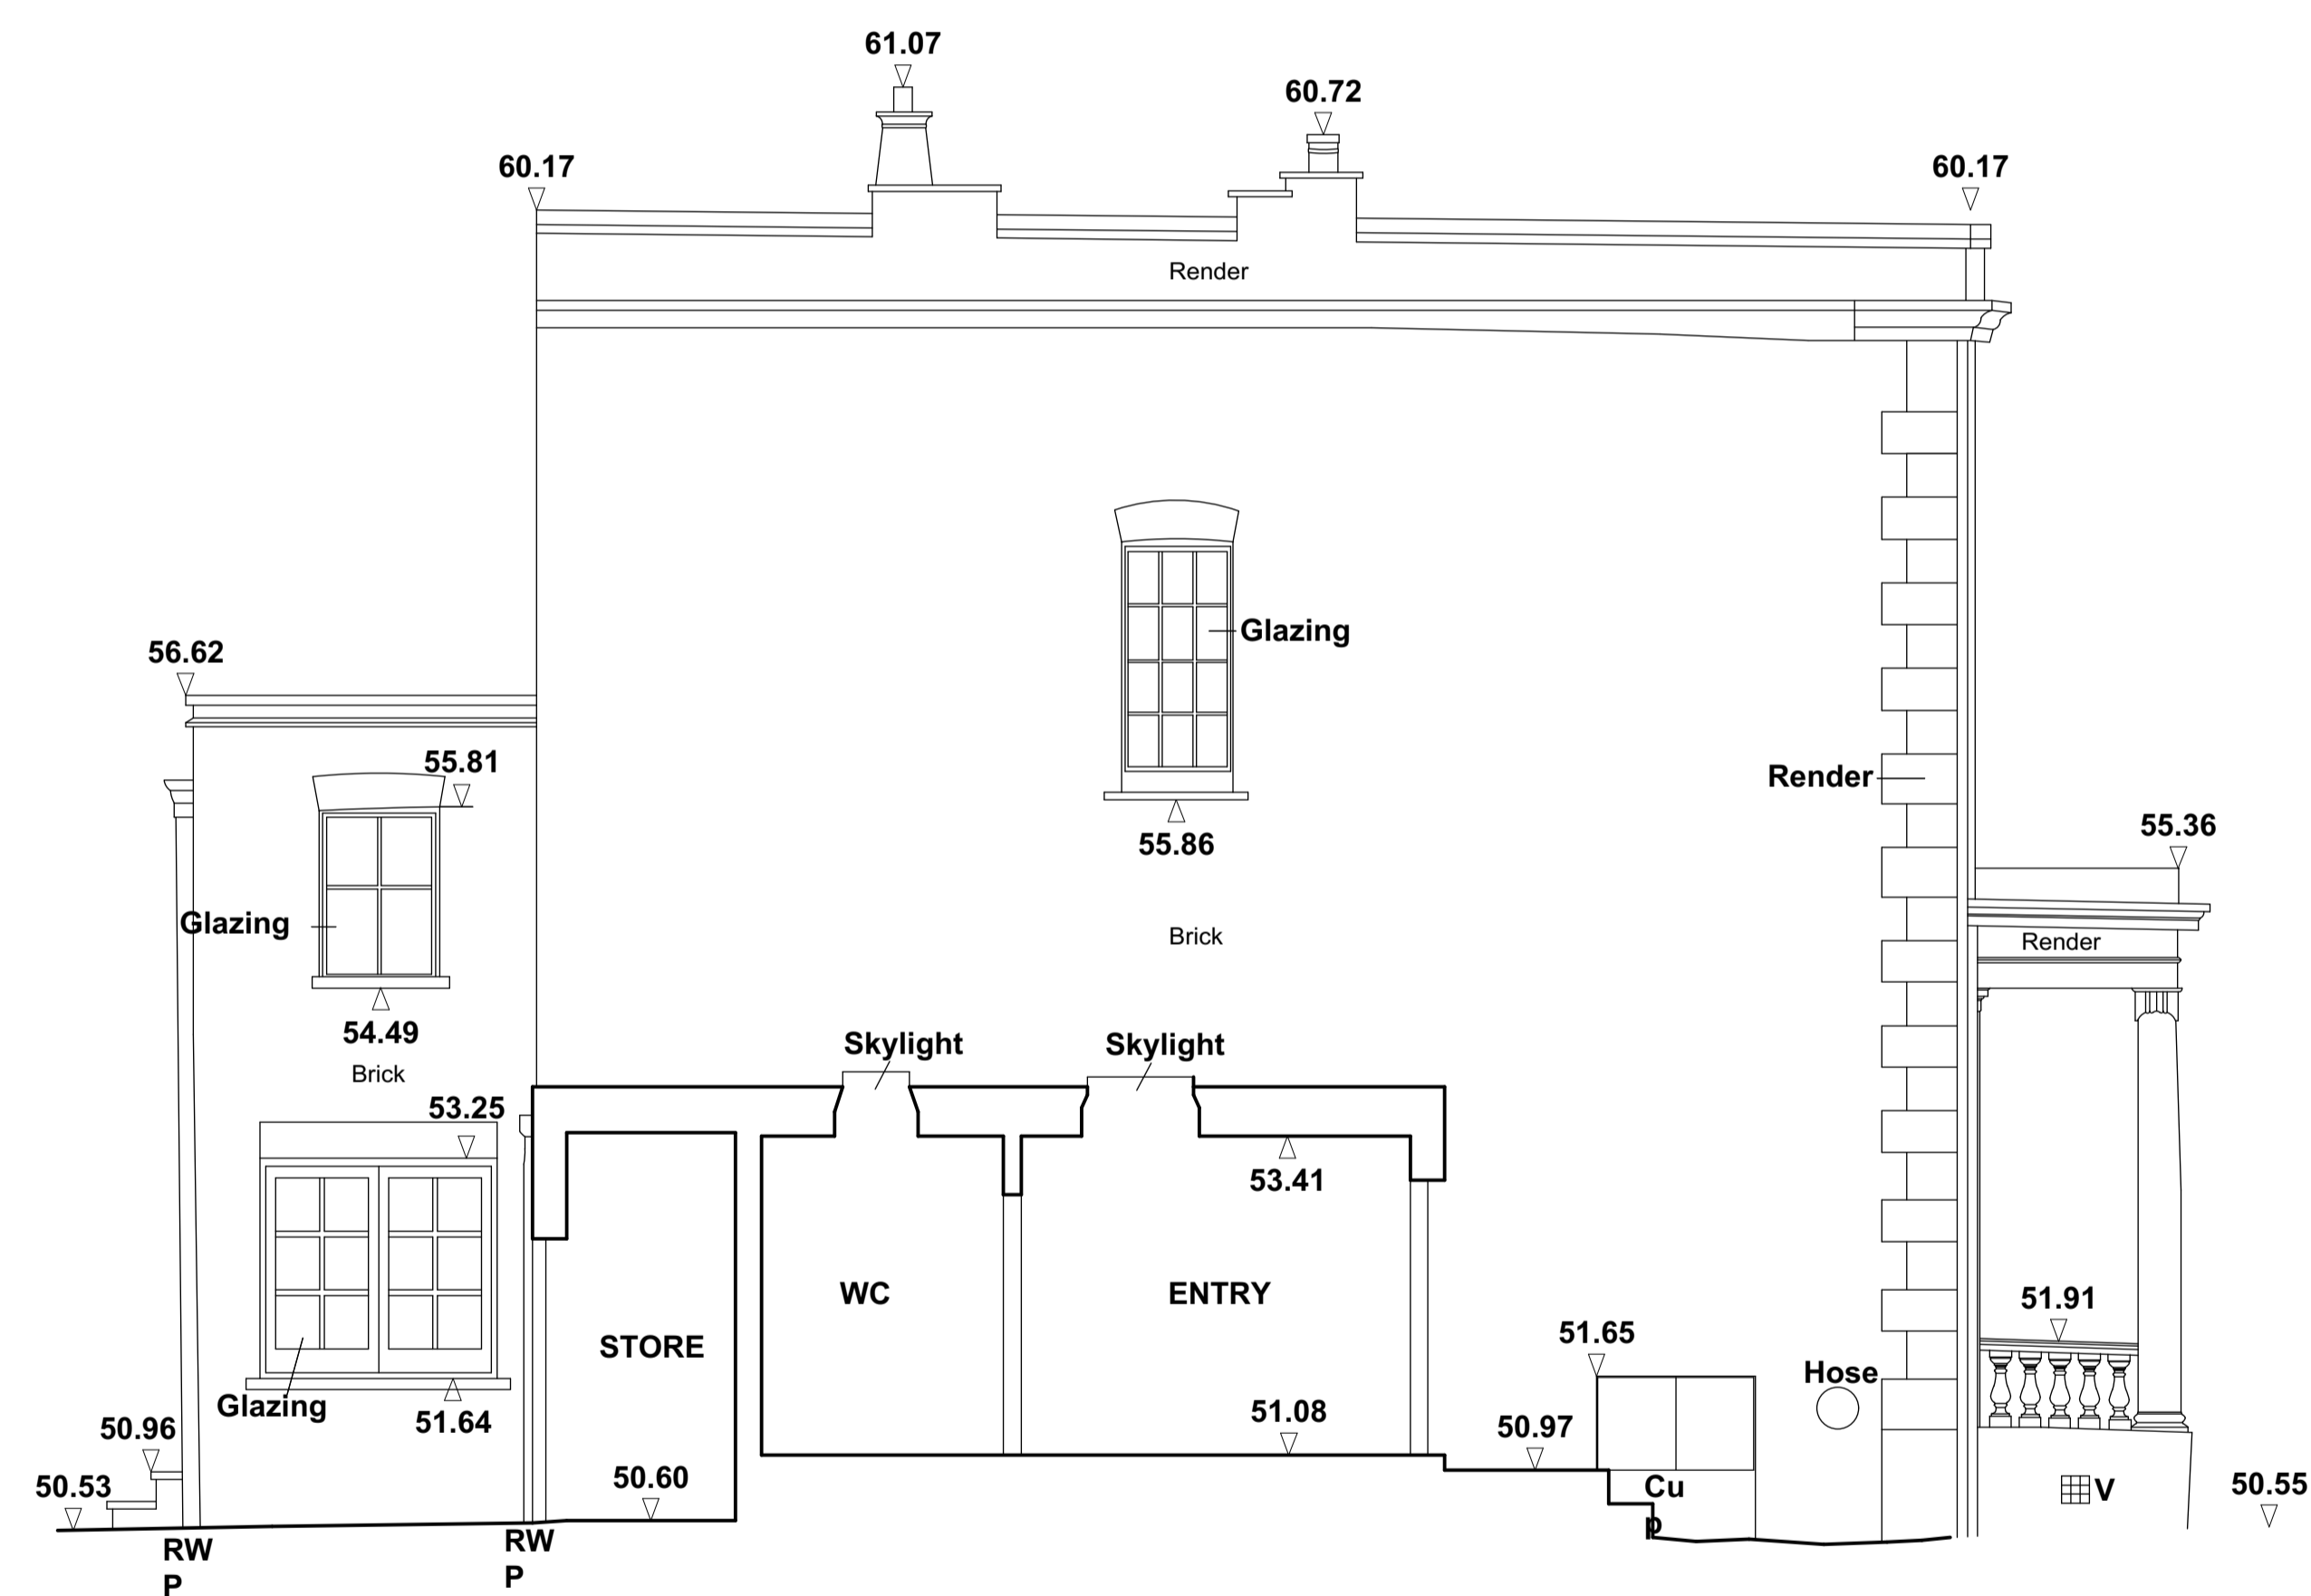 61.07
60.72
60.17
60.17
Render
Glazing
56.62
55.81
Render
55.36
55.86
Glazing
Brick
Render
54.49
Skylight
Skylight
Brick
53.25
53.41
WC
ENTRY
51.91
STORE
51.65
Hose
Glazing
51.64
51.08
50.97
50.96
50.60
50.53
Cu
p
V
50.55
RW
P
RW
P